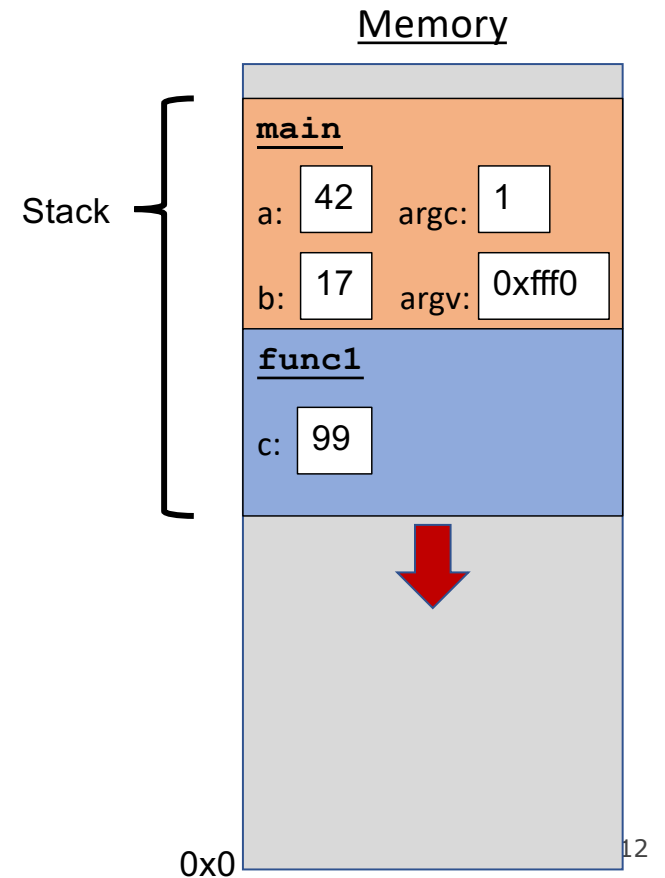 Memory
main
Stack
a: 42 argc: 1
b: 17 argv: 0xfff0
func1
c: 99
12
0x0